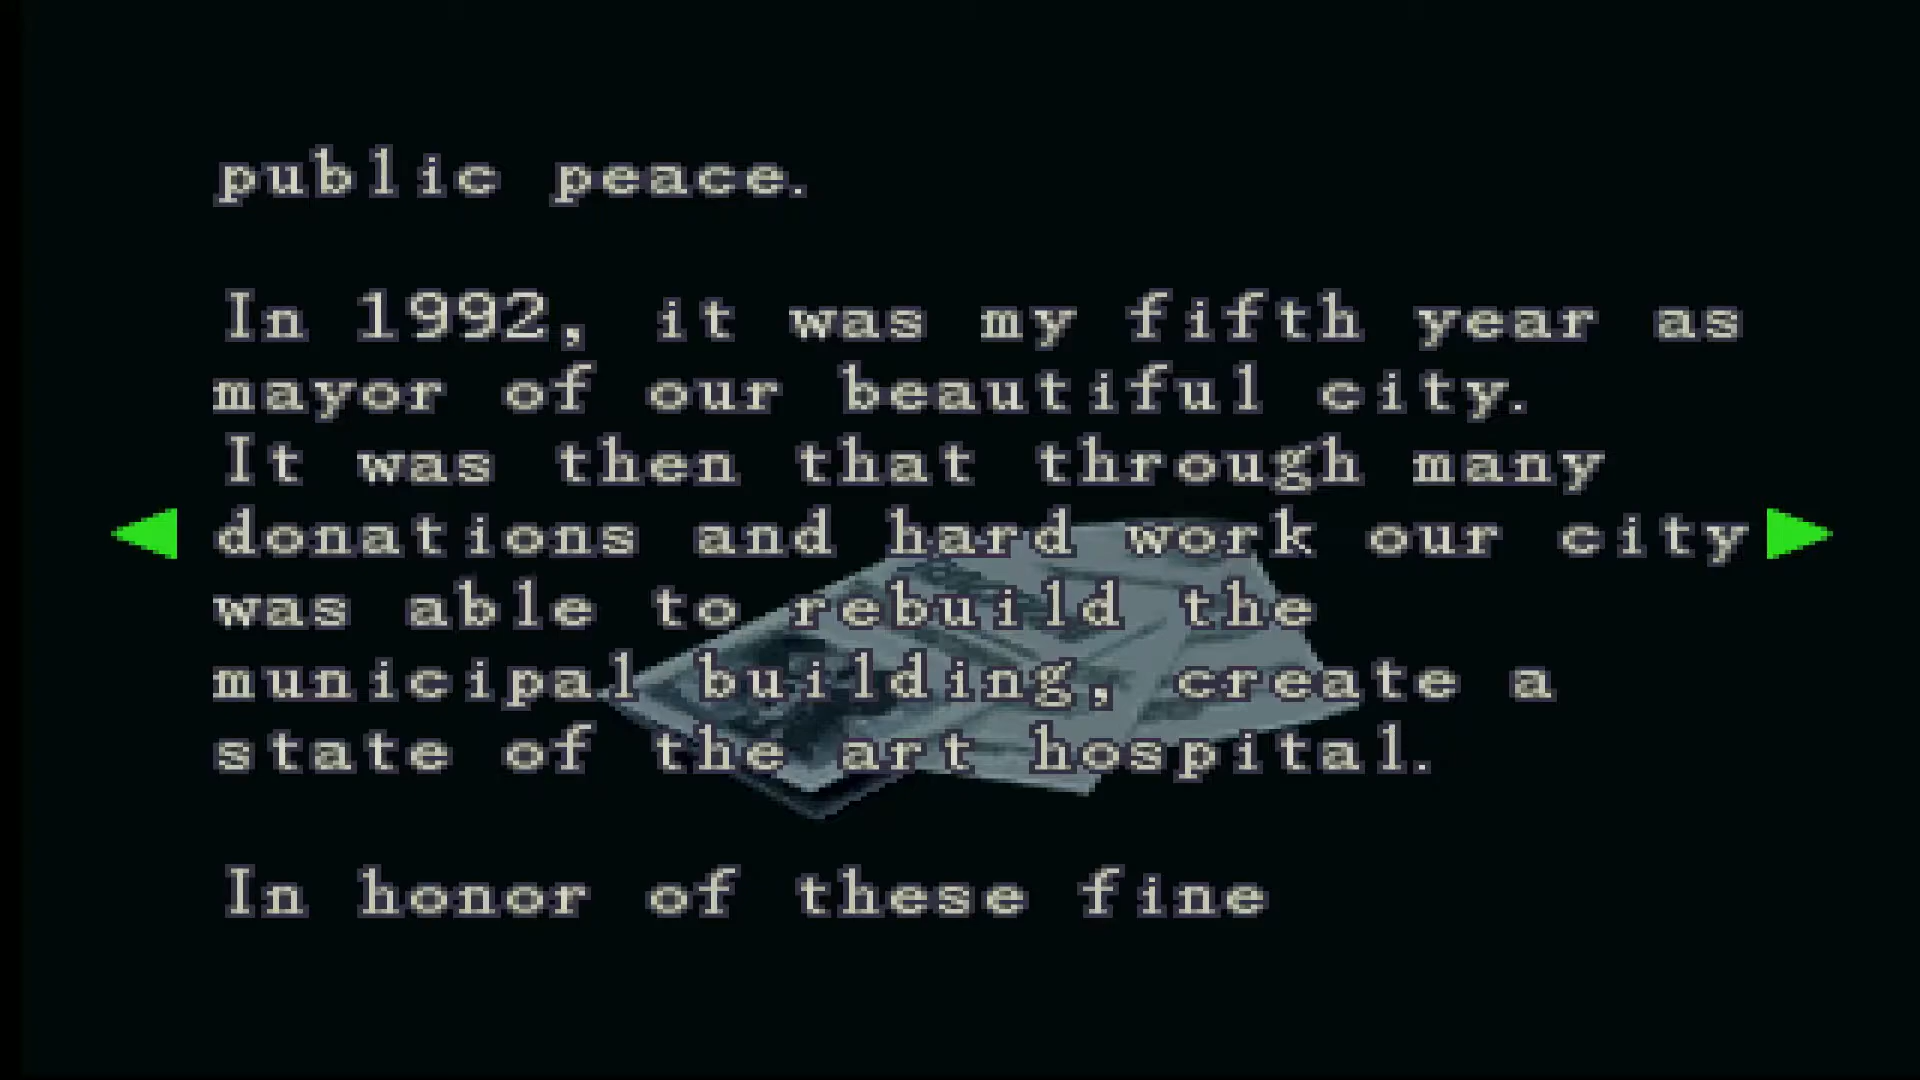 public peace.
In 1992, it was my fifth year as
mayor of our beautiful city.
It was then that through many
donations and hard work our city
was able to rebuild the
municipal building, create a
state of the art hospital.
In honor of these fine